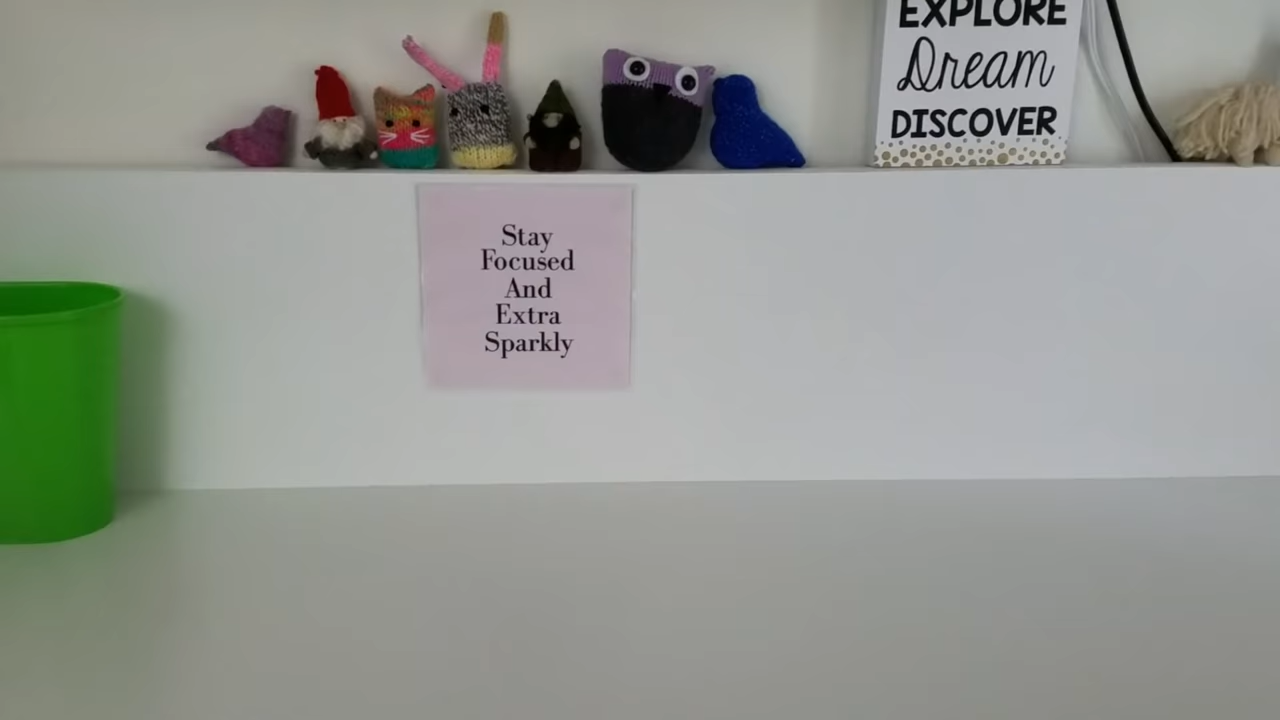 EXPLORE
Dream
DISCOVER
Stay
Focused
And
Extra
Sparkly